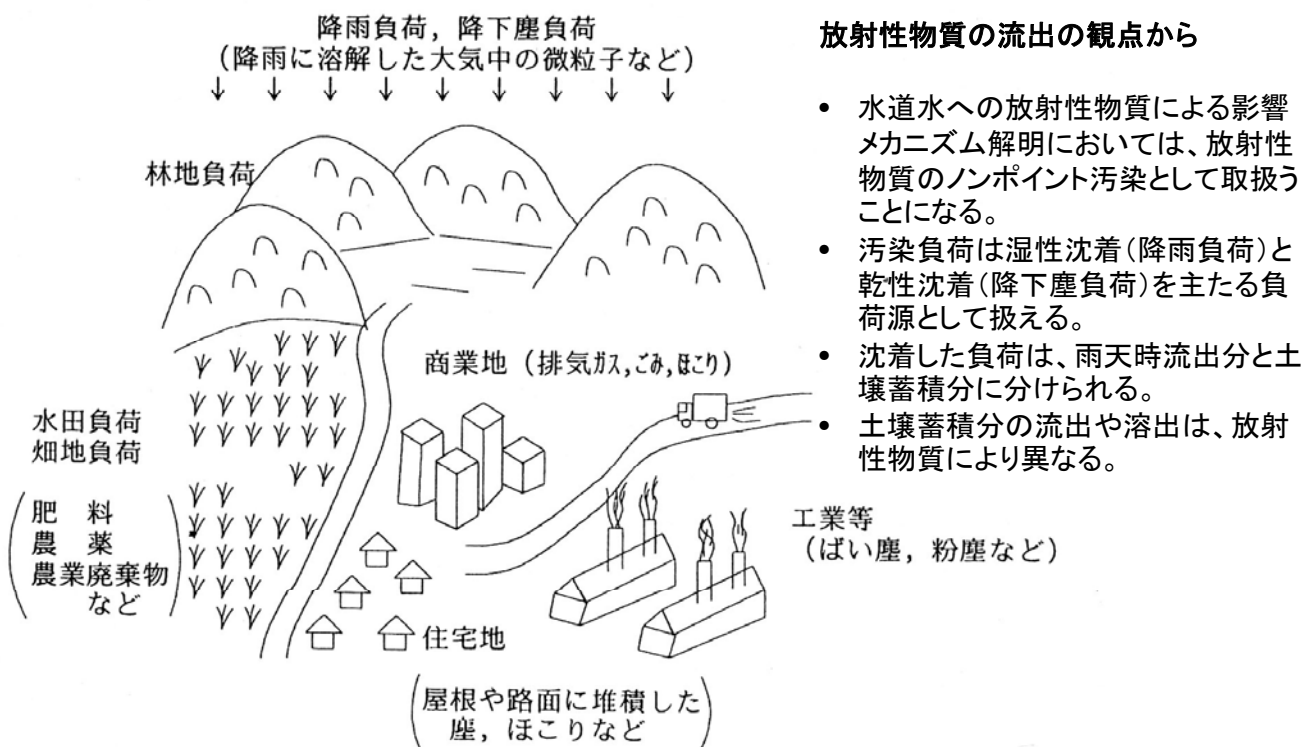 降雨負荷，降下塵負荷
（降雨に溶解した大気中の微粒子など）
林地負荷
商業地（排気ガス，ごみ，ほこり）
水田負荷
畑地負荷
肥　料
農　薬
農業廃棄物
など
工業等
（ばい塵，粉塵など）
住宅地
屋根や路面に堆積した
塵，ほこりなど
放射性物質の流出の観点から
• 水道水への放射性物質による影響
メカニズム解明においては、放射性
物質のノンポイント汚染として取扱う
ことになる。
• 汚染負荷は湿性沈着（降雨負荷）と
乾性沈着（降下塵負荷）を主たる負
荷源として扱える。
• 沈着した負荷は、雨天時流出分と土
壌蓄積分に分けられる。
• 土壌蓄積分の流出や溶出は、放射
性物質により異なる。